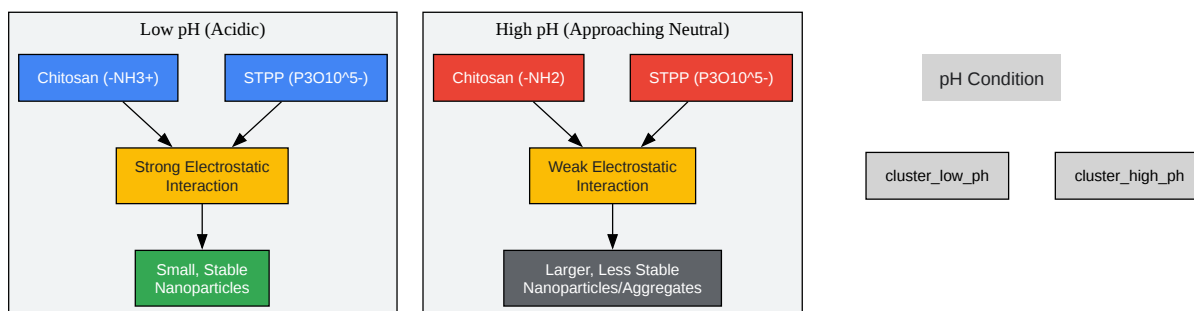 Low pH (Acidic)
Chitosan (-NH3+)
STPP (P3O10^5-)
Strong Electrostatic
Interaction
Small, Stable
Nanoparticles
High pH (Approaching Neutral)
Chitosan (-NH2)
STPP (P3O10^5-)
Weak Electrostatic
Interaction
Larger, Less Stable
Nanoparticles/Aggregates
pH Condition
cluster_low_ph
cluster_high_ph